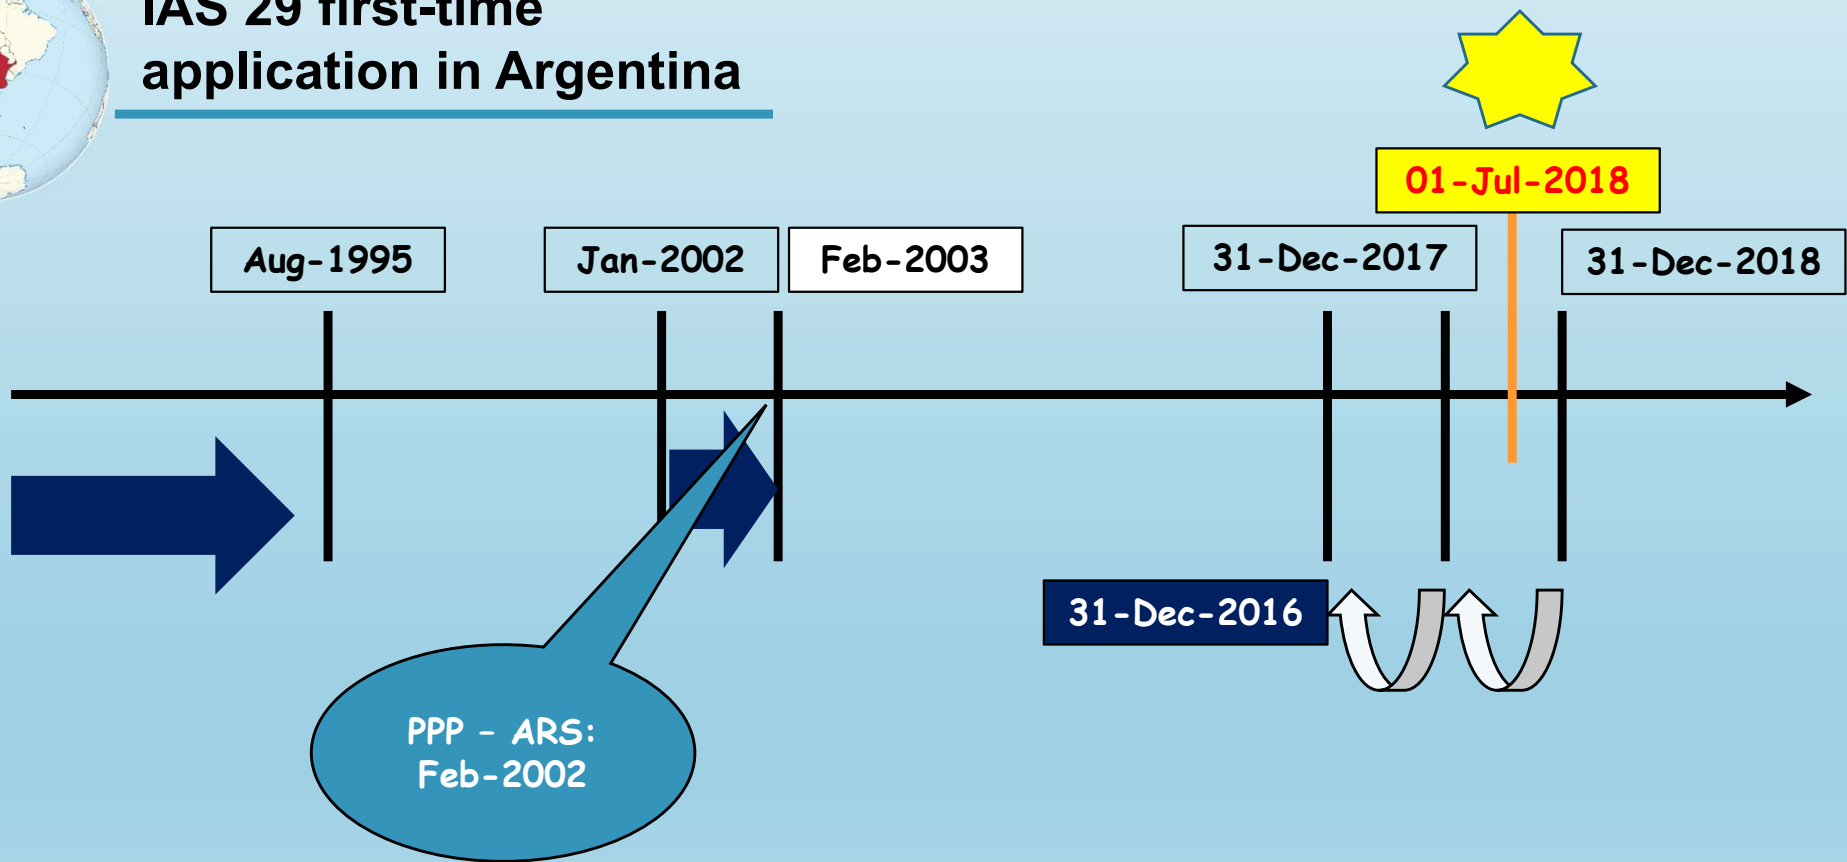 IAS 29 first-time
application in Argentina
01-Jul-2018
Aug-1995
Jan-2002
Feb-2003
31-Dec-2017
31-Dec-2018
31-Dec-2016
PPP – ARS:
Feb-2002